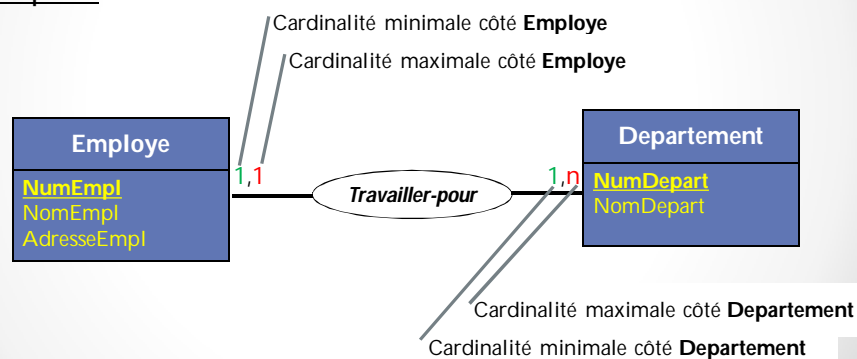 Cardinalité minimale côté Employe
Cardinalité maximale côté Employe
Employe
NumEmpl
NomEmpl
AdresseEmpl
1,1
Travailler-pour
1,n
Departement
NumDepart
NomDepart
Cardinalité maximale côté Departement
Cardinalité minimale côté Departement